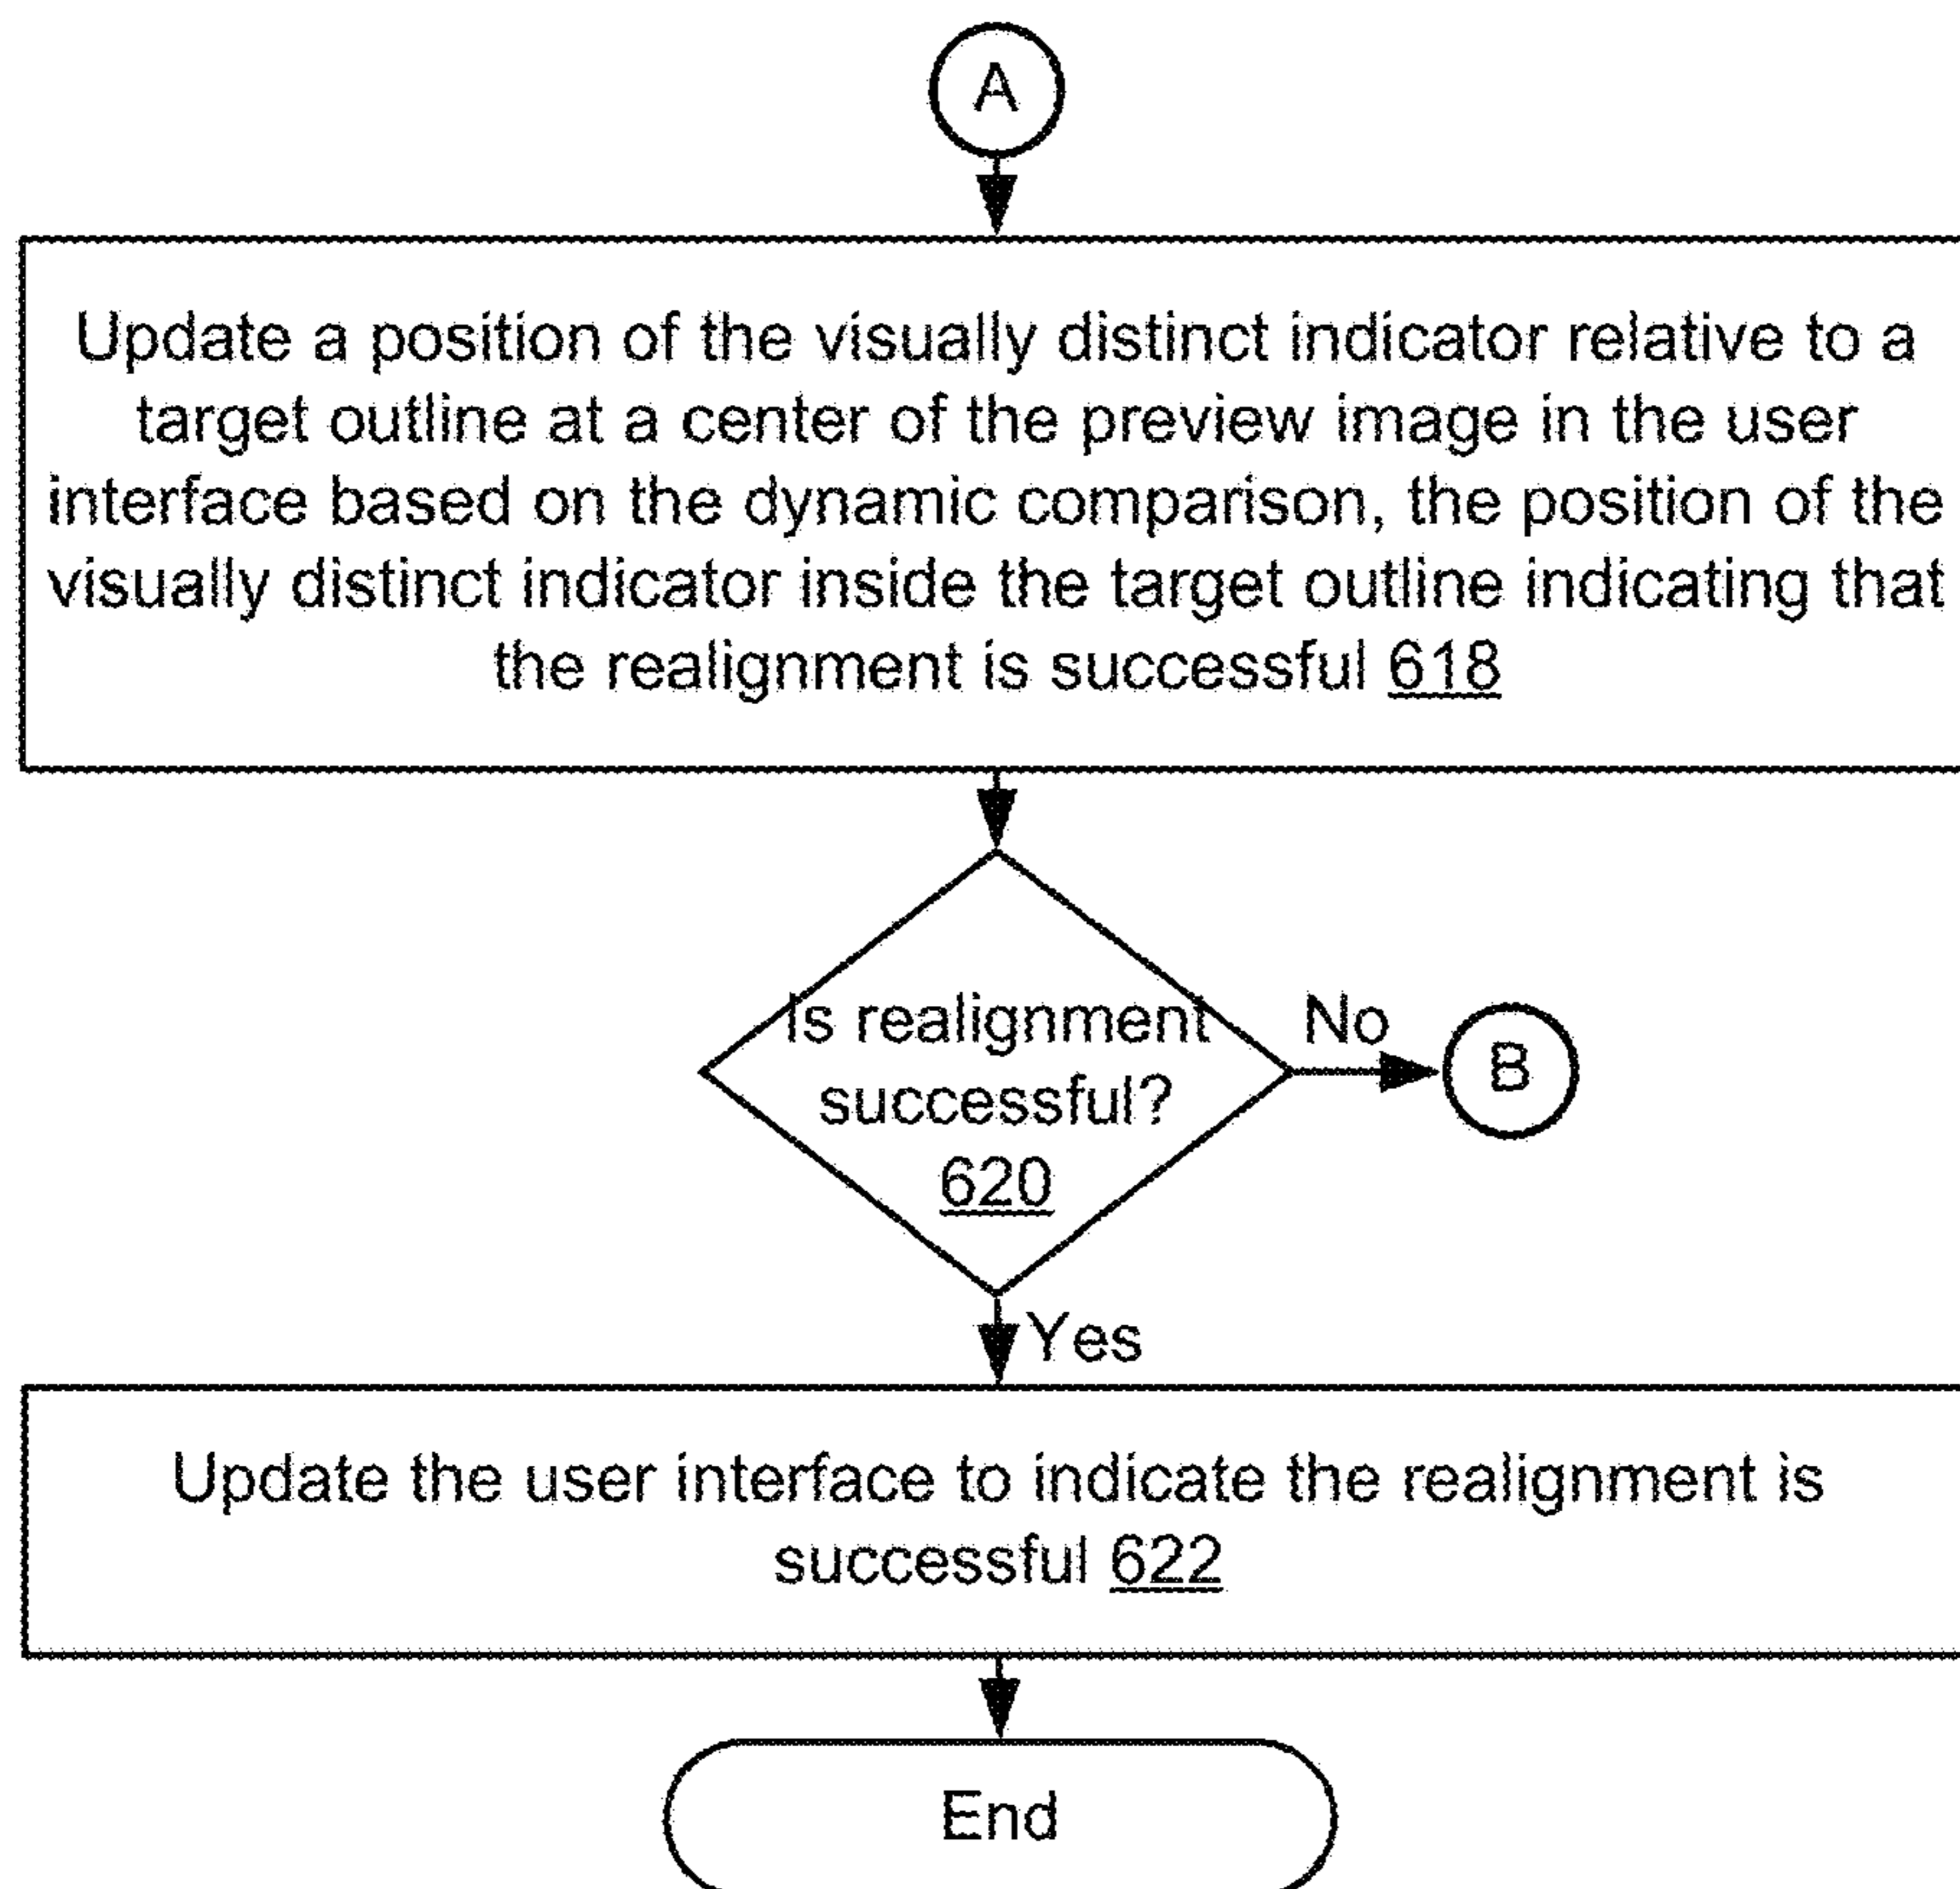 A
Update a position of the visually distinct indicator relative to a
target outline at a center of the preview image in the user
interface based on the dynamic comparison, the position of the
visually distinct indicator inside the target outline indicating that
the realignment is successful 618
Is realignment
successful?
620
No
B
Yes
Update the user interface to indicate the realignment is
successful 622
End